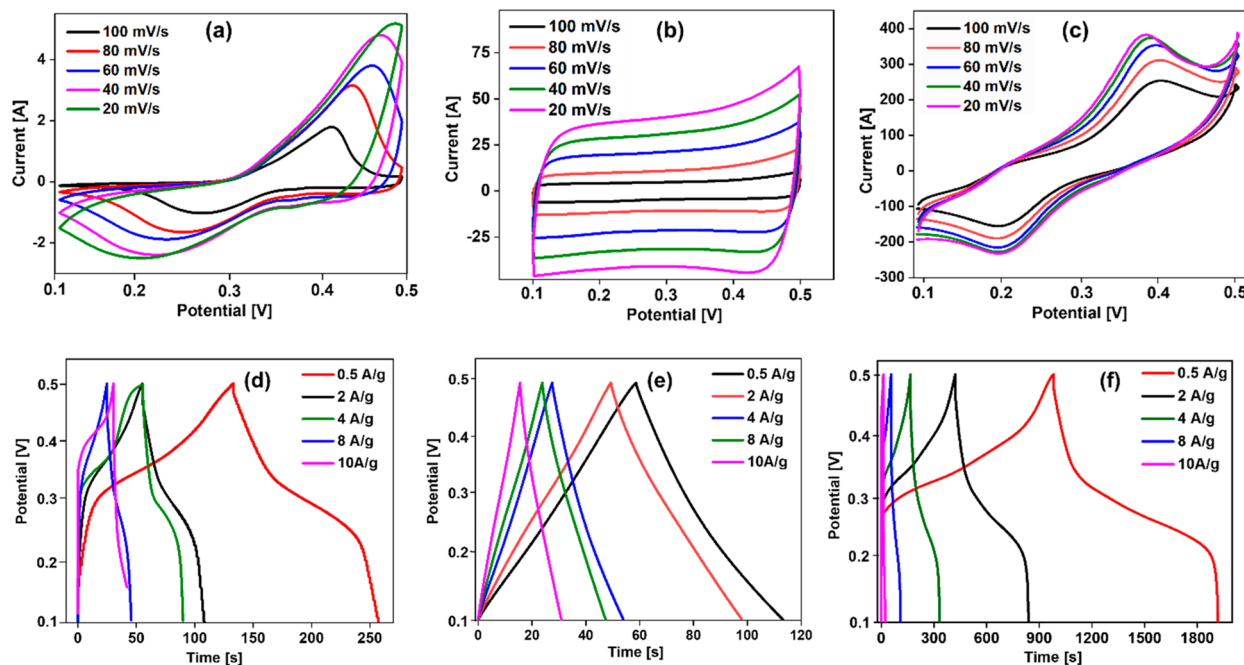 (a)
100 mV/s
80 mV/s
60 mV/s
40 mV/s
20 mV/s
4
2
0
-2
Current [A]
0.1
0.2
0.3
0.4
0.5
Potential [V]
(b)
100 mV/s
80 mV/s
60 mV/s
40 mV/s
20 mV/s
75
50
25
0
-25
Current [A]
0.1
0.2
0.3
0.4
0.5
Potential [V]
(c)
100 mV/s
80 mV/s
60 mV/s
40 mV/s
20 mV/s
400
300
200
100
0
-100
-200
-300
Current [A]
0.1
0.2
0.3
0.4
0.5
Potential [V]
(d)
0.5 A/g
2 A/g
4 A/g
8 A/g
10A/g
0.5
0.4
0.3
0.2
0.1
Potential [V]
0
50
100
150
200
250
Time [s]
(e)
0.5 A/g
2 A/g
4 A/g
8 A/g
10A/g
0.5
0.4
0.3
0.2
0.1
Potential [V]
0
20
40
60
80
100
120
Time [s]
(f)
0.5 A/g
2 A/g
4 A/g
8 A/g
10A/g
0.5
0.4
0.3
0.2
0.1
Potential [V]
0
300
600
900
1200
1500
1800
Time [s]